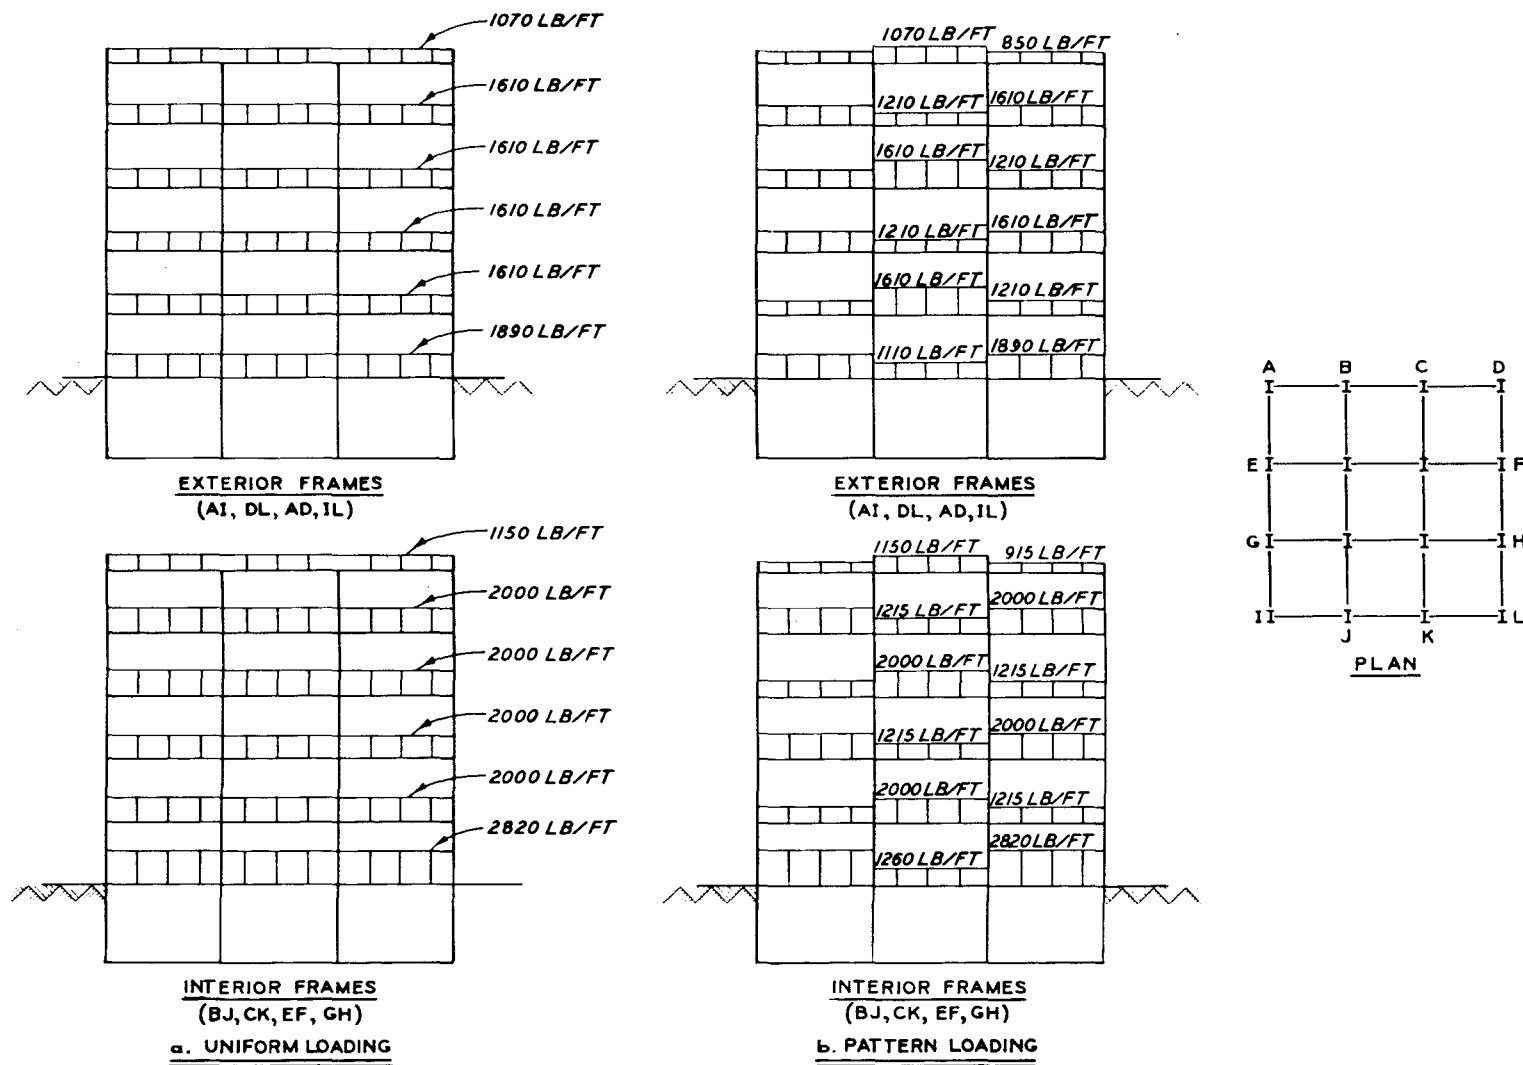 1070 LB/FT
1610 LB/FT
1610 LB/FT
1610 LB/FT
1610 LB/FT
1890 LB/FT
EXTERIOR FRAMES
(AI, DL, AD, IL)
1070 LB/FT
850 LB/FT
1210 LB/FT
1610 LB/FT
1610 LB/FT
1210 LB/FT
1210 LB/FT
1610 LB/FT
1610 LB/FT
1210 LB/FT
1110 LB/FT
1890 LB/FT
EXTERIOR FRAMES
(AI, DL, AD, IL)
1150 LB/FT
2000 LB/FT
2000 LB/FT
2000 LB/FT
2000 LB/FT
2820 LB/FT
INTERIOR FRAMES
(BJ, CK, EF, GH)
a. UNIFORM LOADING
1150 LB/FT
915 LB/FT
1215 LB/FT
2000 LB/FT
2000 LB/FT
1215 LB/FT
1215 LB/FT
2000 LB/FT
2000 LB/FT
1215 LB/FT
1260 LB/FT
2820 LB/FT
INTERIOR FRAMES
(BJ, CK, EF, GH)
b. PATTERN LOADING
A B C D
E F
G H
I L
J K
PLAN